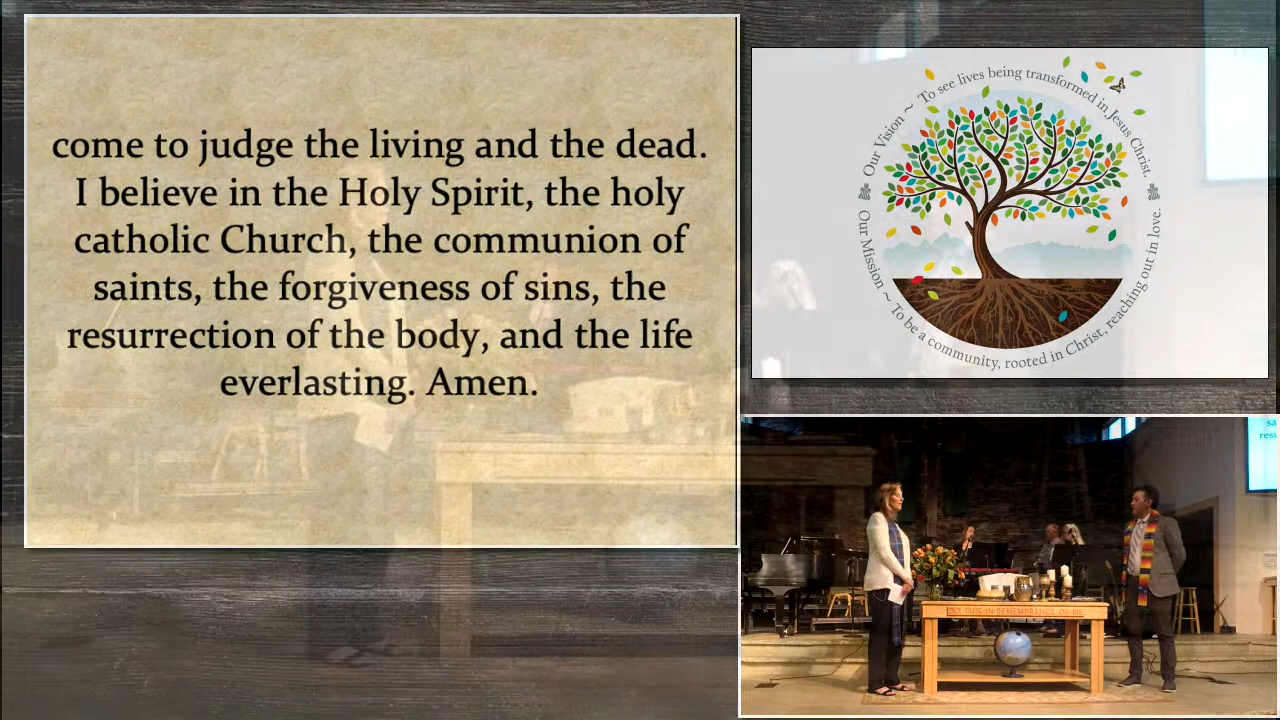 come to judge the living and the dead.
I believe in the Holy Spirit, the holy
catholic Church, the communion of
saints, the forgiveness of sins, the
resurrection of the body, and the life
everlasting. Amen.
Our Vision ~ To see lives being transformed in Jesus Christ.
Our Mission ~ To be a community, rooted in Christ, reaching out in love.
sa
resu
DO THIS IN REMEMBRANCE OF ME